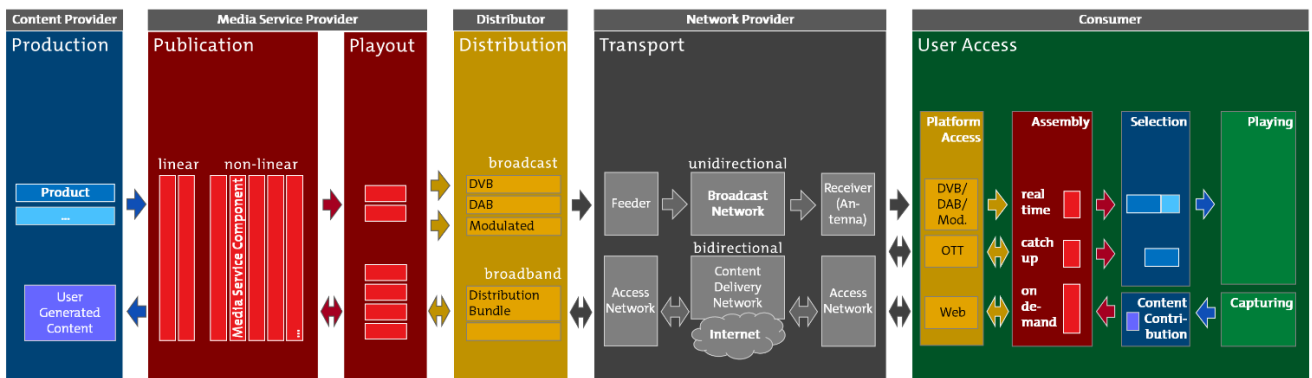 Content Provider
Media Service Provider
Distributor
Network Provider
Consumer
Production
Publication
Playout
Distribution
Transport
User Access
Platform
Access
Assembly
Selection
Playing
linear
non-linear
broadcast
unidirectional
Product
...
Media Service Component
...
DVB
DAB
Modulated
Feeder
Broadcast
Network
Receiver
(An-
tenna)
DVB/
DAB/
Mod.
real
time
bidirectional
OTT
catch
up
broadband
User
Generated
Content
Distribution
Bundle
Access
Network
Content
Delivery
Network
Internet
Access
Network
Web
on
de-
mand
Content
Contri-
bution
Capturing